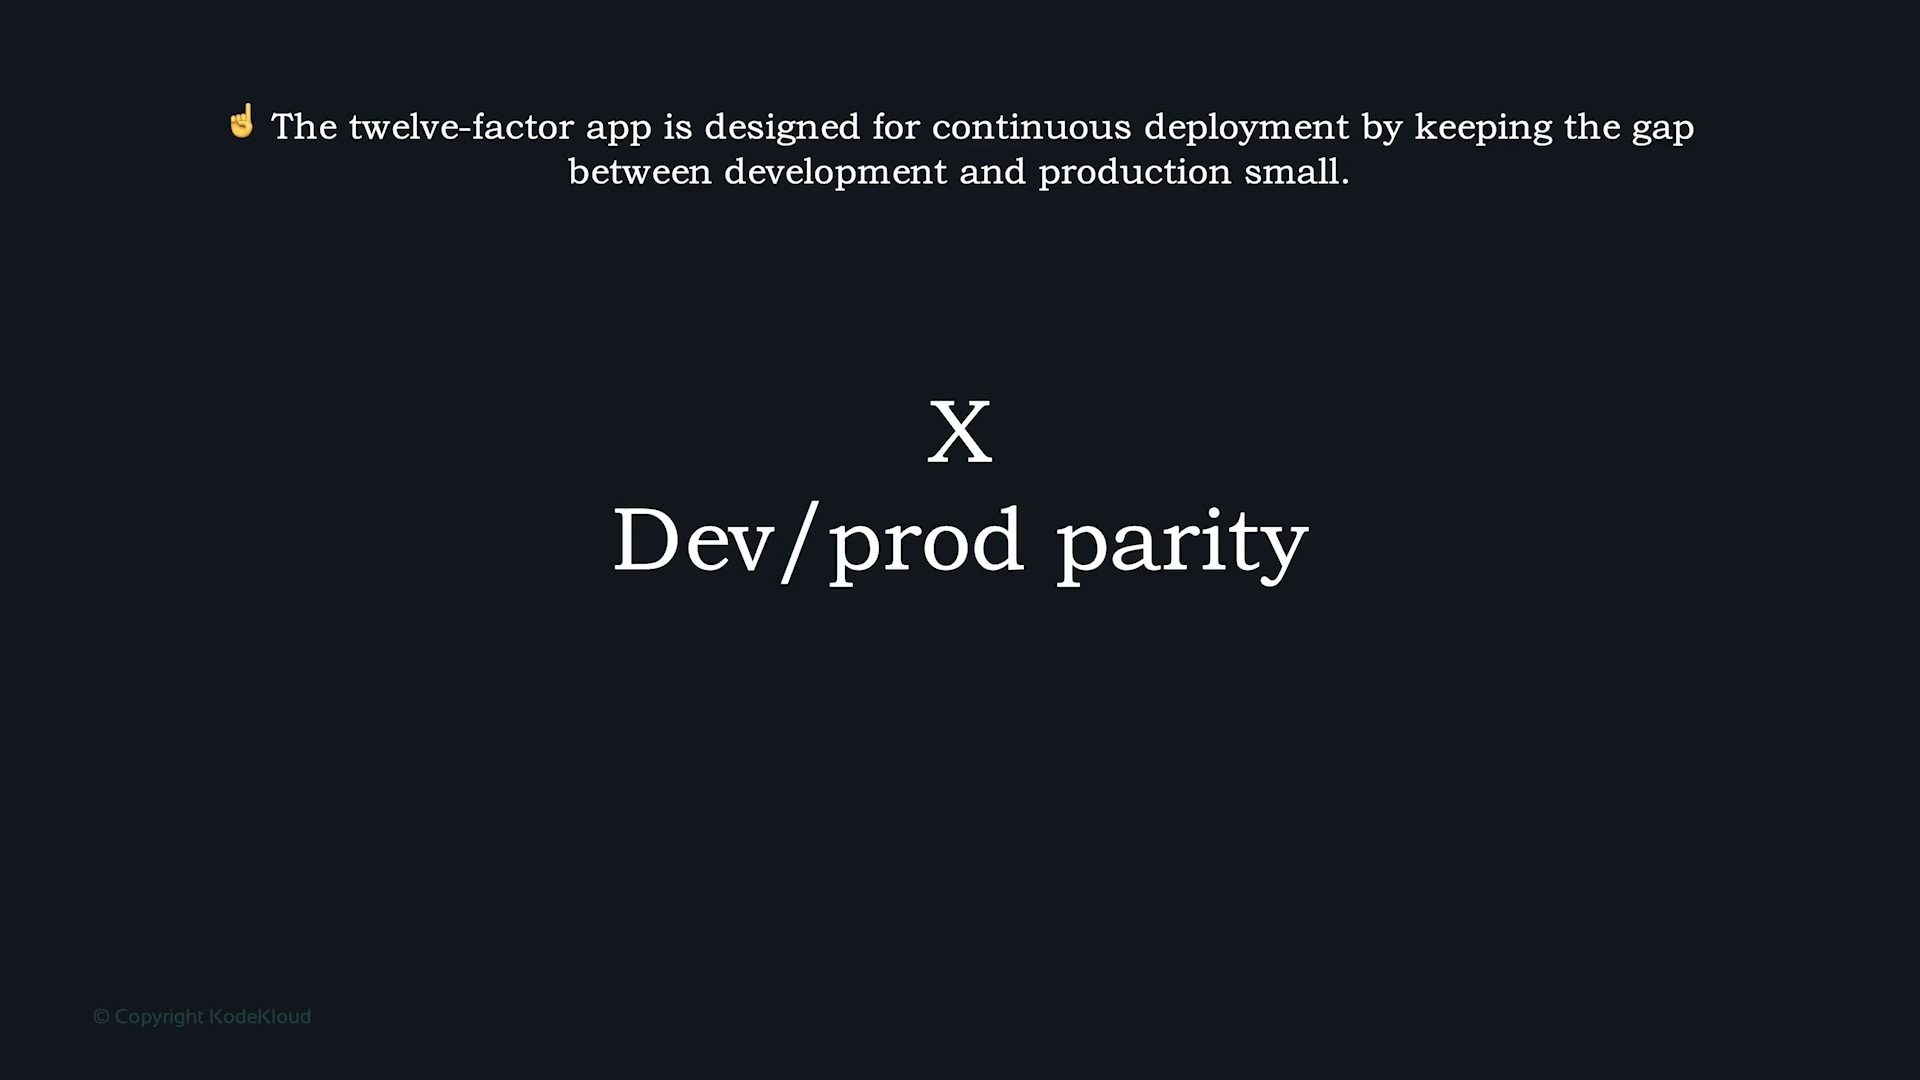 ☝️ The twelve-factor app is designed for continuous deployment by keeping the gap
between development and production small.
X
Dev/prod parity
© Copyright KodeKloud